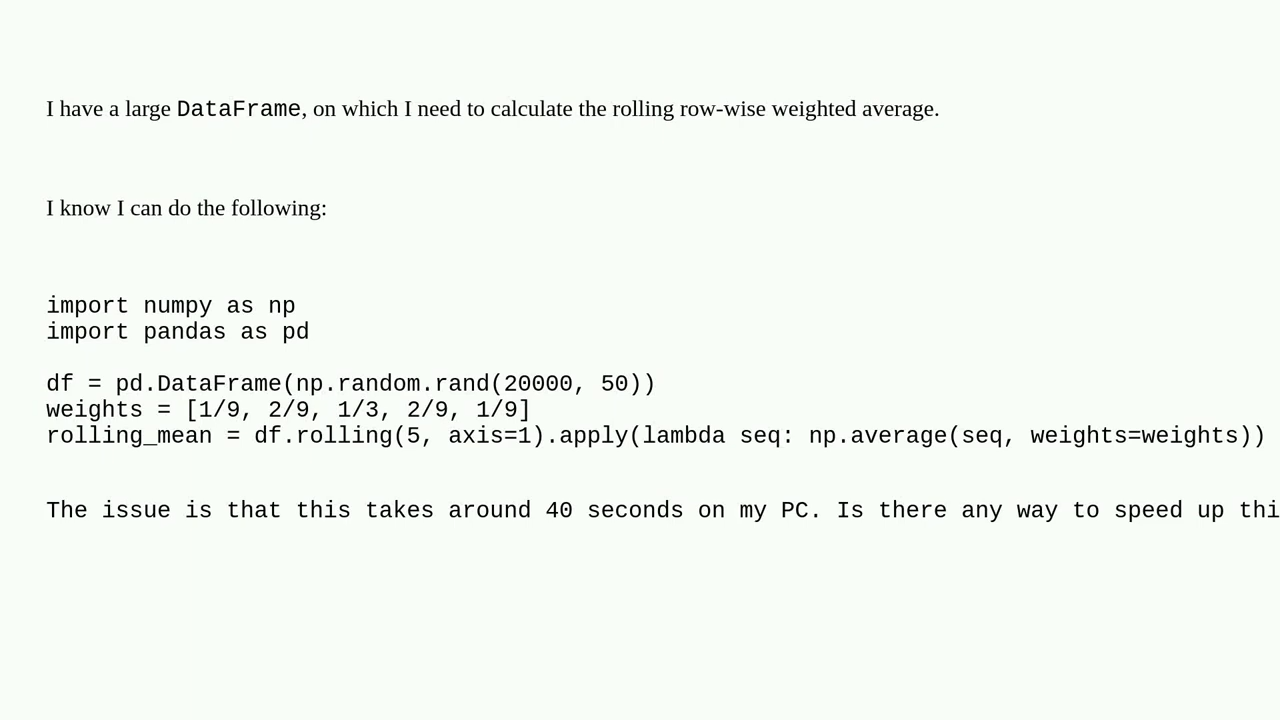 I have a large DataFrame, on which I need to calculate the rolling row-wise weighted average.
I know I can do the following:
import numpy as np
import pandas as pd
df = pd.DataFrame(np.random.rand(20000, 50))
weights = [1/9, 2/9, 1/3, 2/9, 1/9]
rolling_mean = df.rolling(5, axis=1).apply(lambda seq: np.average(seq, weights=weights))
The issue is that this takes around 40 seconds on my PC. Is there any way to speed up